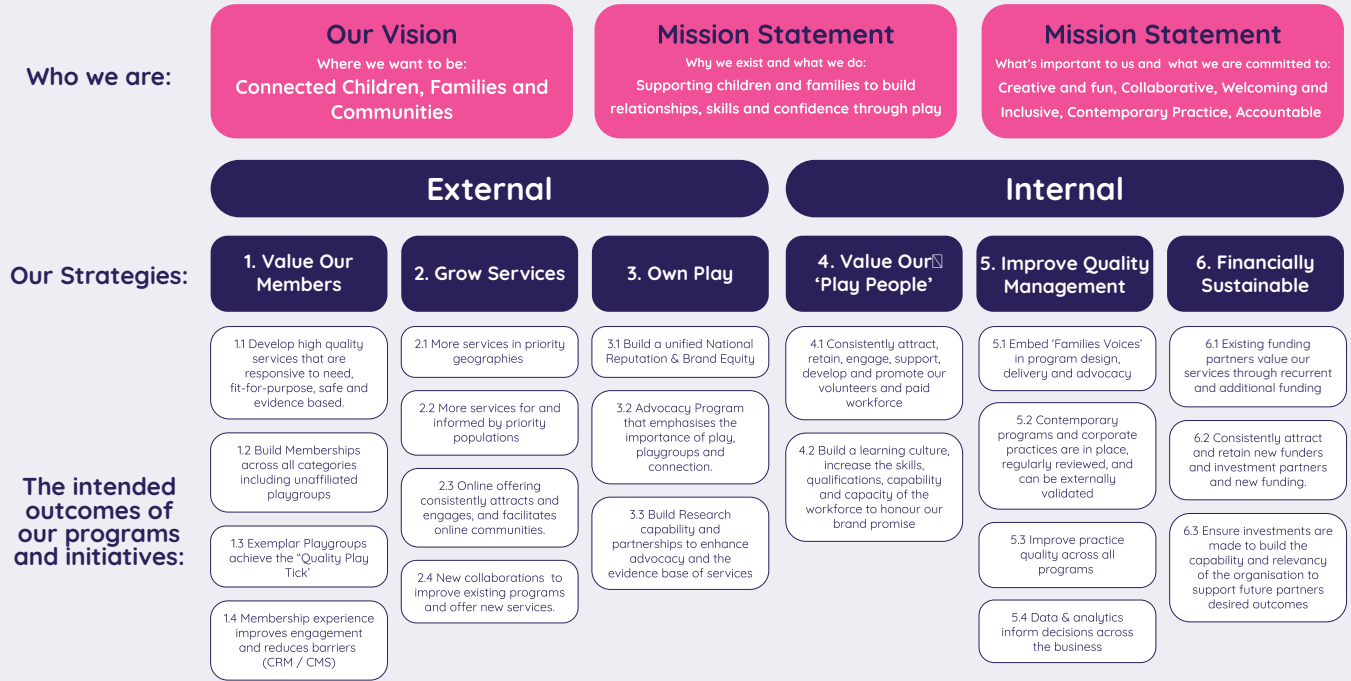 Who we are:
Our Vision
Where we want to be:
Connected Children, Families and
Communities
Mission Statement
Why we exist and what we do:
Supporting children and families to build
relationships, skills and confidence through play
Mission Statement
What's important to us and what we are committed to:
Creative and fun, Collaborative, Welcoming and
Inclusive, Contemporary Practice, Accountable
External
Internal
Our Strategies:
1. Value Our
Members
2. Grow Services
3. Own Play
4. Value Our
‘Play People’
5. Improve Quality
Management
6. Financially
Sustainable
The intended
outcomes of
our programs
and initiatives:
1.1 Develop high quality
services that are
responsive to need,
fit-for-purpose, safe and
evidence based.
1.2 Build Memberships
across all categories
including unaffiliated
playgroups
1.3 Exemplar Playgroups
achieve the “Quality Play
Tick’
1.4 Membership experience
improves engagement
and reduces barriers
(CRM / CMS)
2.1 More services in priority
geographies
2.2 More services for and
informed by priority
populations
2.3 Online offering
consistently attracts and
engages, and facilitates
online communities.
2.4 New collaborations to
improve existing programs
and offer new services.
3.1 Build a unified National
Reputation & Brand Equity
3.2 Advocacy Program
that emphasises the
importance of play,
playgroups and
connection.
3.3 Build Research
capability and
partnerships to enhance
advocacy and the
evidence base of services
4.1 Consistently attract,
retain, engage, support,
develop and promote our
volunteers and paid
workforce
4.2 Build a learning culture,
increase the skills,
qualifications, capability
and capacity of the
workforce to honour our
brand promise
5.1 Embed ‘Families Voices’
in program design,
delivery and advocacy
5.2 Contemporary
programs and corporate
practices are in place,
regularly reviewed, and
can be externally
validated
5.3 Improve practice
quality across all
programs
5.4 Data & analytics
inform decisions across
the business
6.1 Existing funding
partners value our
services through recurrent
and additional funding
6.2 Consistently attract
and retain new funders
and investment partners
and new funding.
6.3 Ensure investments are
made to build the
capability and relevancy
of the organisation to
support future partners
desired outcomes